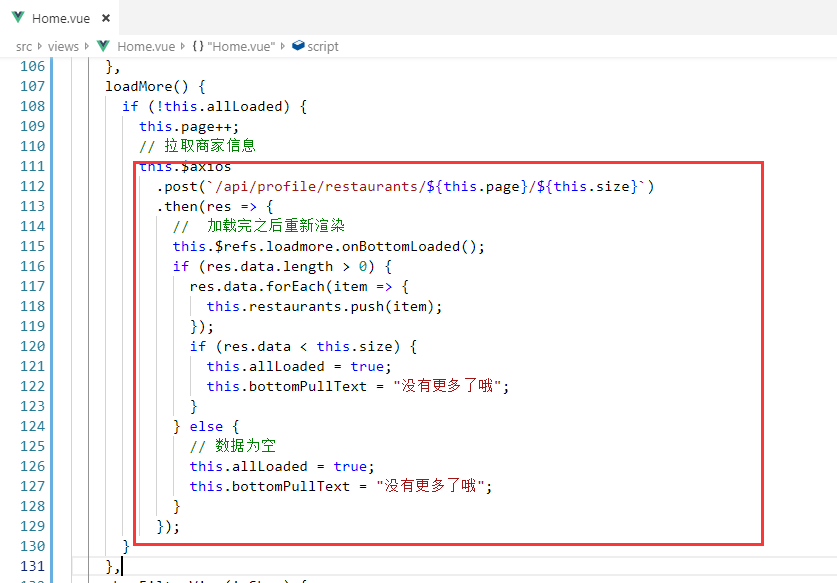 Home.vue ×
src views Home.vue {} "Home.vue" script
106 },
107 loadMore() {
108 if (!this.allLoaded) {
109 this.page++;
110 // 拉取商家信息
111 this.$axios
112 .post(`/api/profile/restaurants/${this.page}/${this.size}`)
113 .then(res => {
114 // 加载完之后重新渲染
115 this.$refs.loadmore.onBottomLoaded();
116 if (res.data.length > 0) {
117 res.data.forEach(item => {
118 this.restaurants.push(item);
119 });
120 if (res.data < this.size) {
121 this.allLoaded = true;
122 this.bottomPullText = "没有更多了哦";
123 }
124 } else {
125 // 数据为空
126 this.allLoaded = true;
127 this.bottomPullText = "没有更多了哦";
128 }
129 });
130 }
131 },